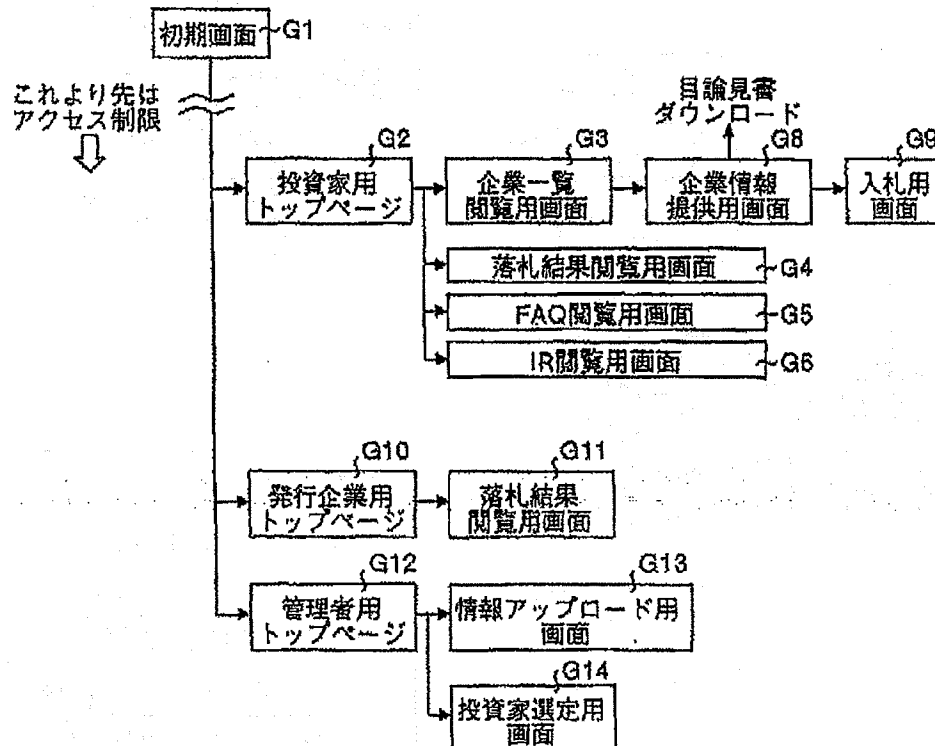 初期画面
G1
これより先は
アクセス制限
目論見書
ダウンロード
G2
投資家用
トップページ
G3
企業一覧
閲覧用画面
G8
企業情報
提供用画面
G9
入札用
画面
落札結果閲覧用画面
G4
FAQ閲覧用画面
G5
IR閲覧用画面
G6
G10
発行企業用
トップページ
G11
落札結果
閲覧用画面
G12
管理者用
トップページ
G13
情報アップロード用
画面
G14
投資家選定用
画面